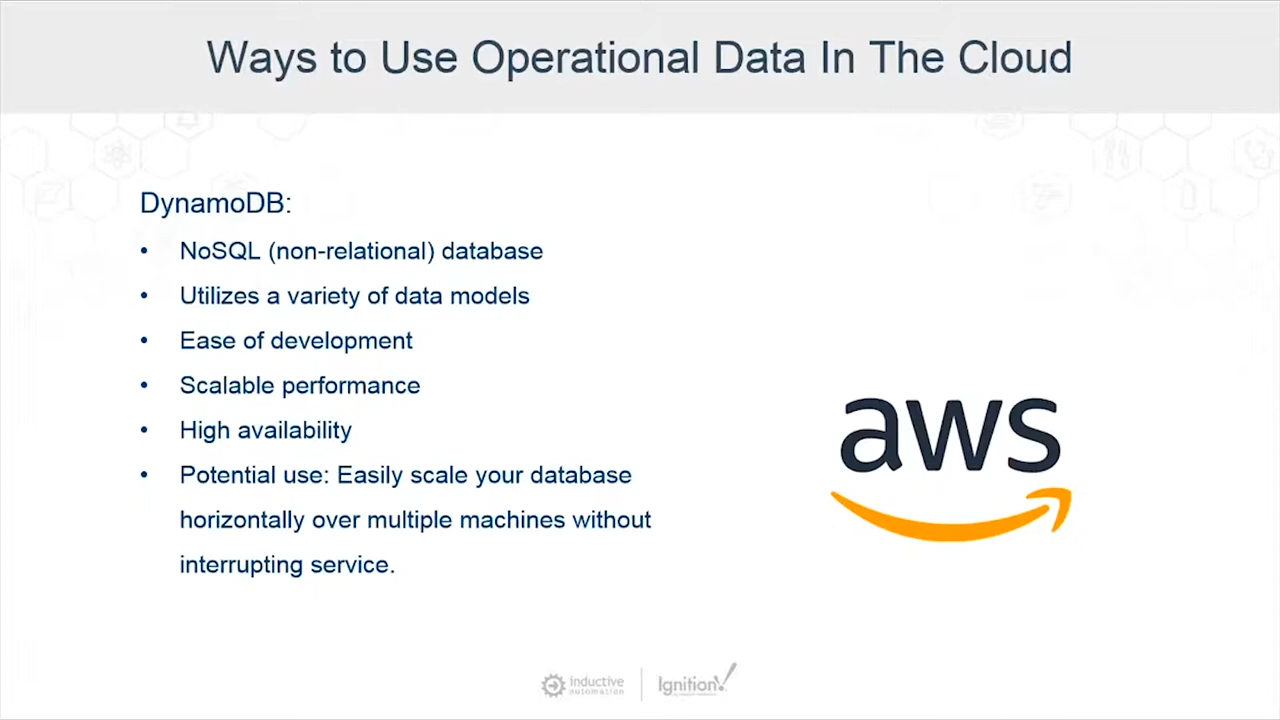 Ways to Use Operational Data In The Cloud
DynamoDB:
• NoSQL (non-relational) database
• Utilizes a variety of data models
• Ease of development
• Scalable performance
• High availability
• Potential use: Easily scale your database
horizontally over multiple machines without
interrupting service.
aws
inductive
automation
Ignition!